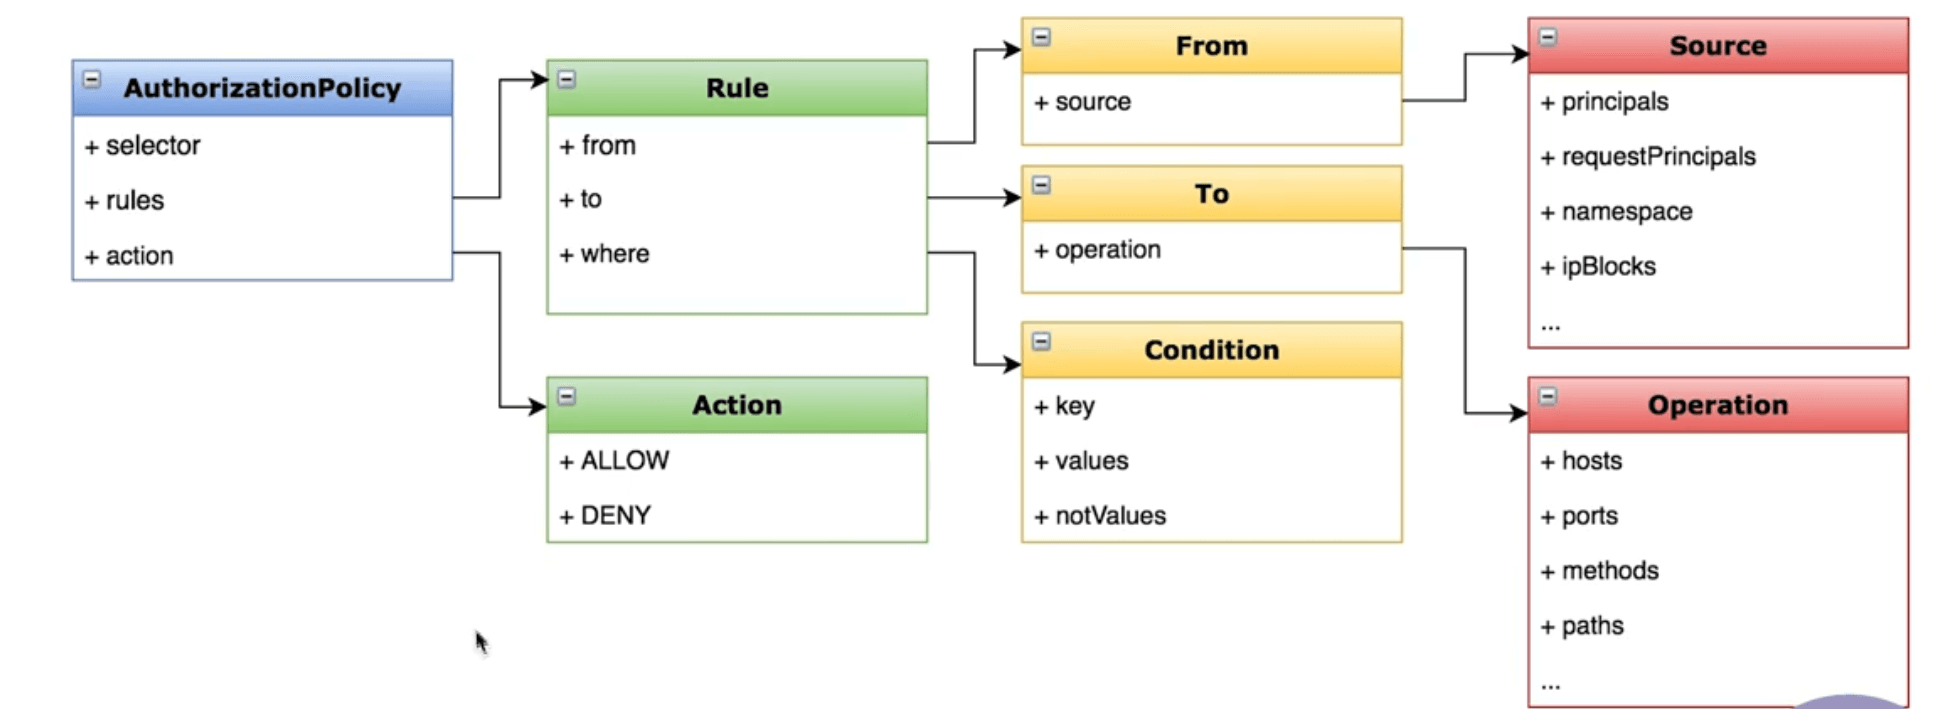 AuthorizationPolicy
+ selector
+ rules
+ action
Rule
+ from
+ to
+ where
Action
+ ALLOW
+ DENY
From
+ source
To
+ operation
Condition
+ key
+ values
+ notValues
Source
+ principals
+ requestPrincipals
+ namespace
+ ipBlocks
...
Operation
+ hosts
+ ports
+ methods
+ paths
...